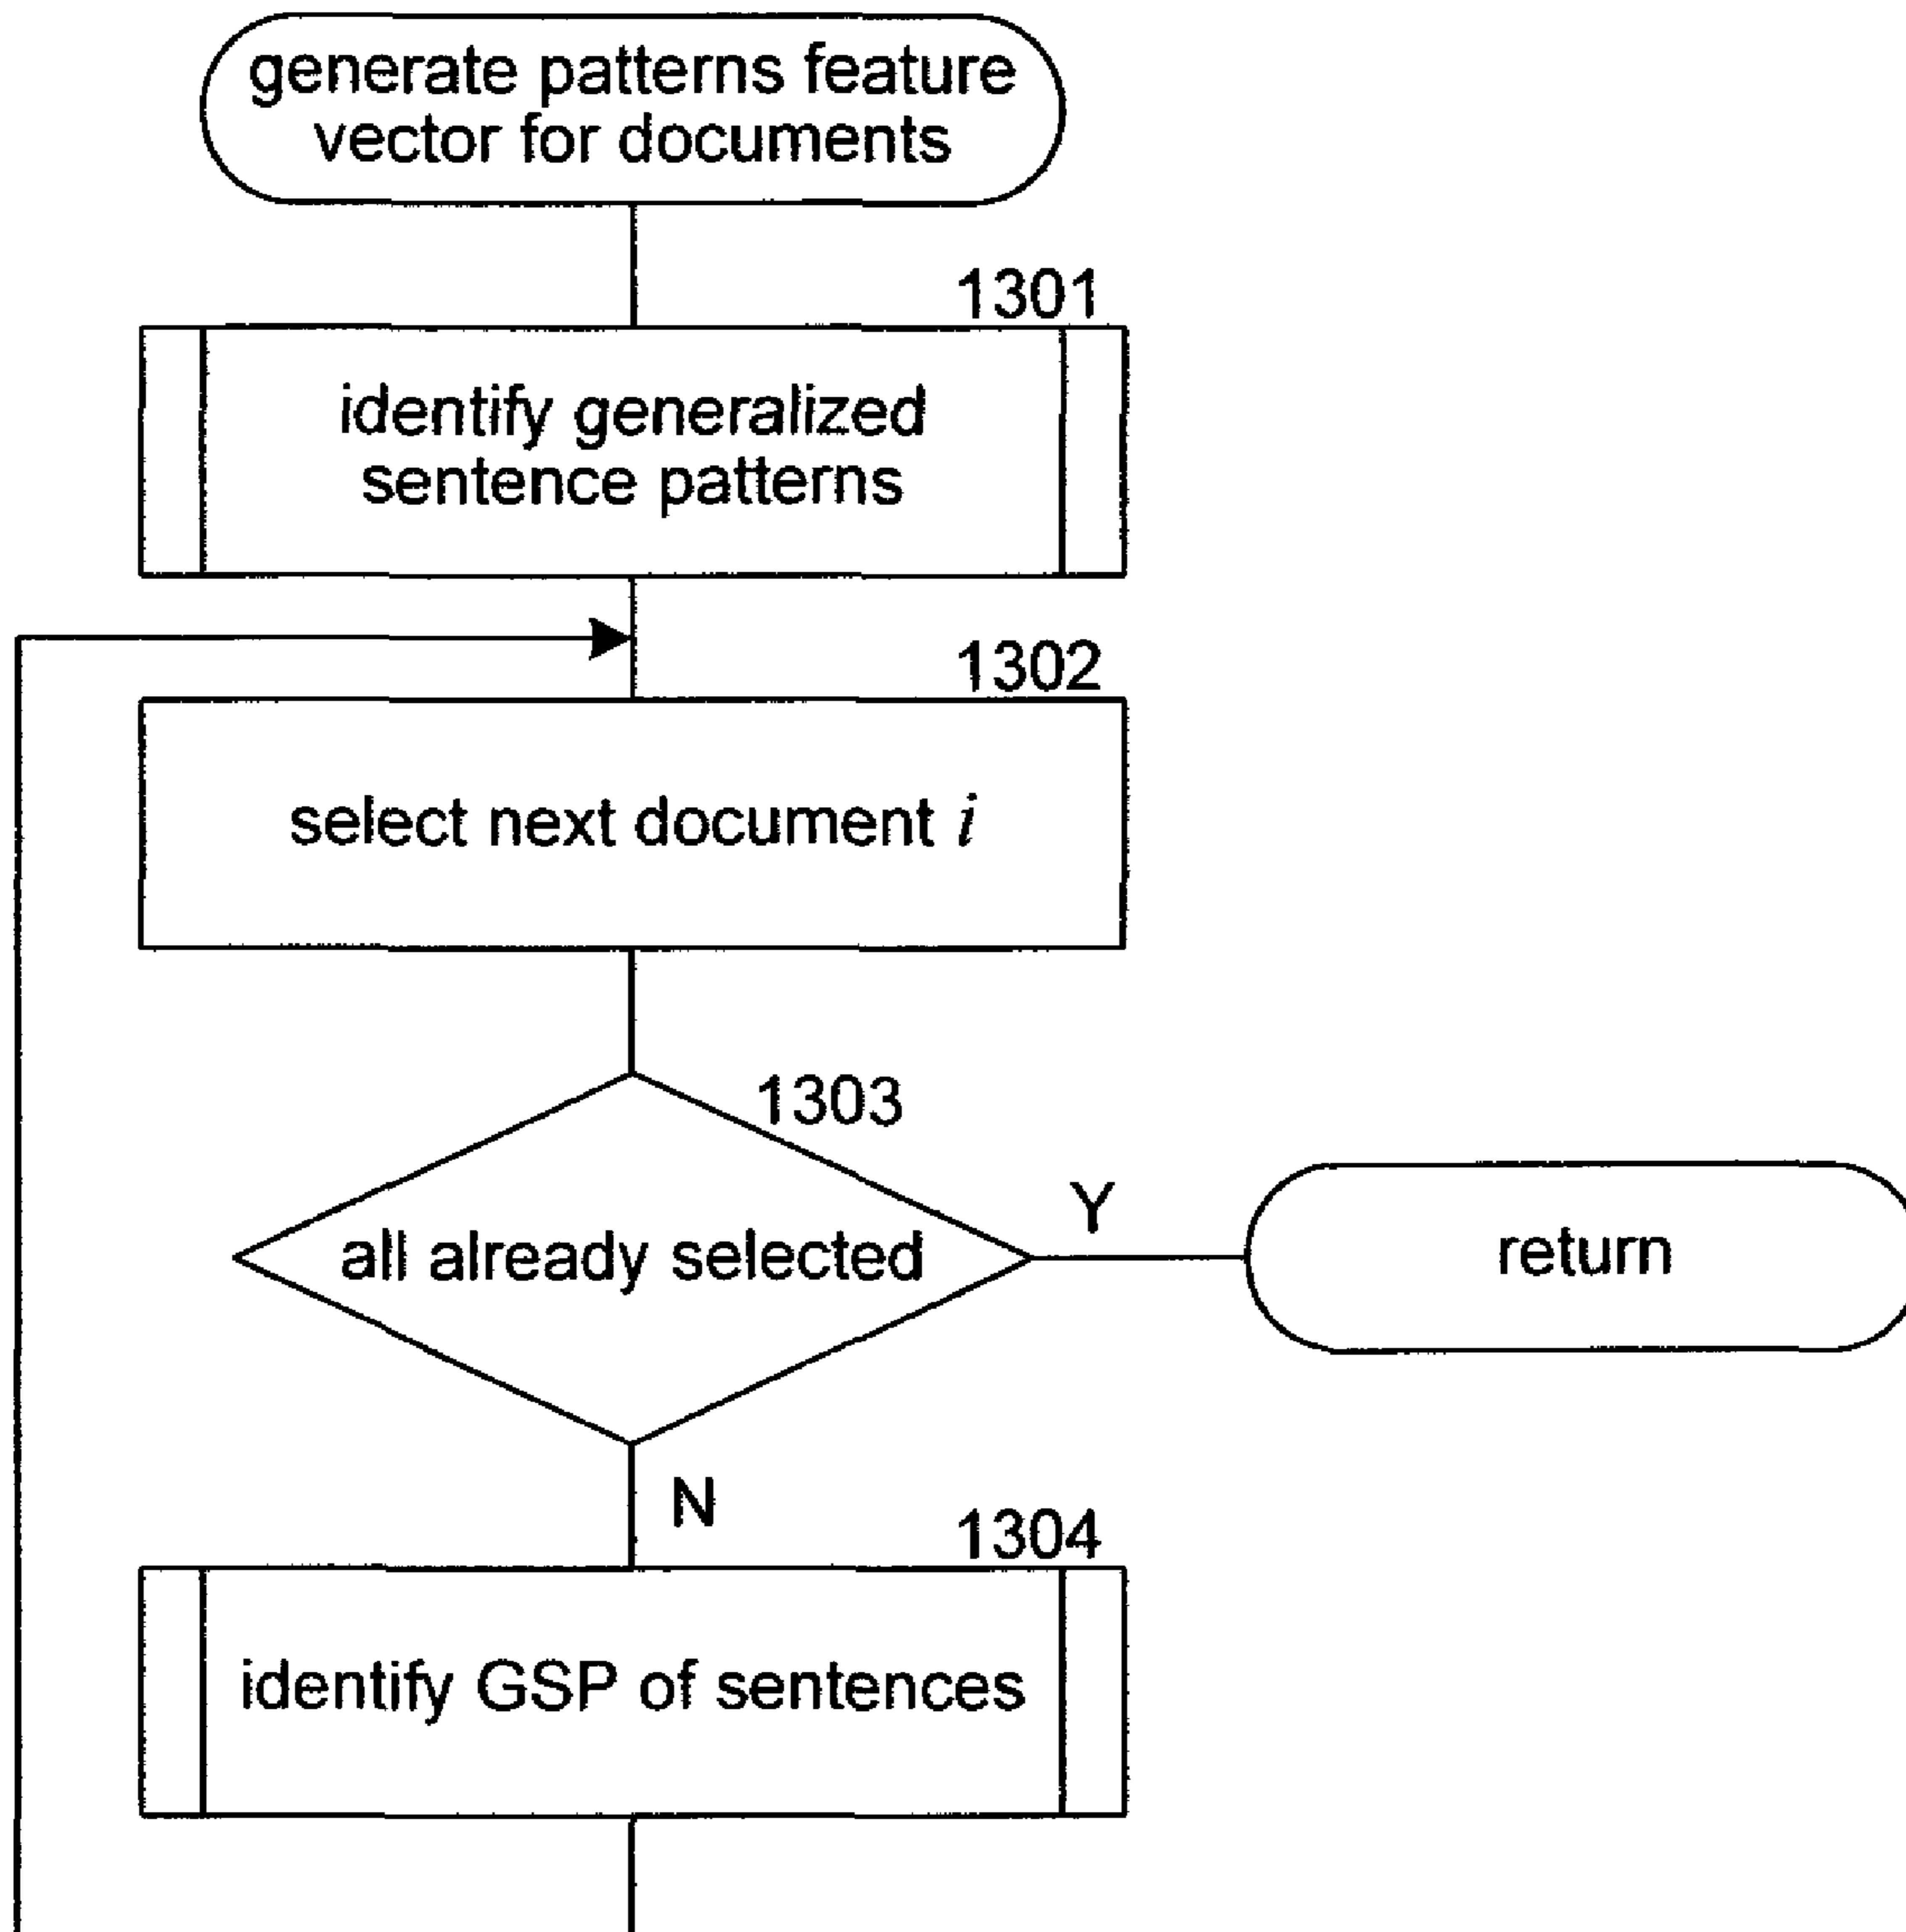 generate patterns feature
vector for documents
1301
identify generalized
sentence patterns
1302
select next document i
1303
all already selected
Y
return
N
1304
identify GSP of sentences